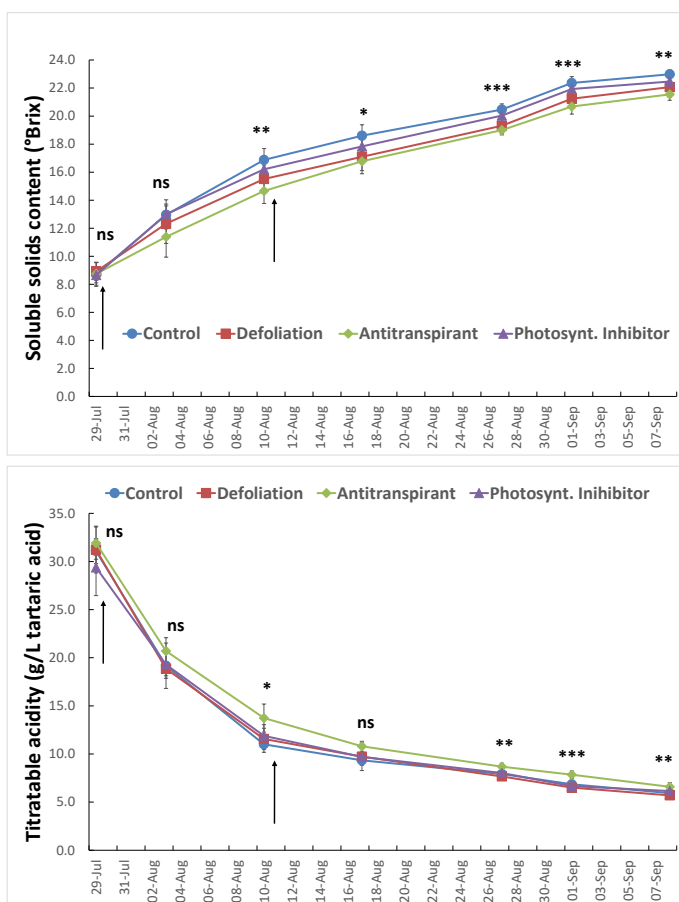 24.0
22.0
20.0
18.0
16.0
14.0
12.0
10.0
8.0
6.0
4.0
2.0
0.0
Soluble solids content (°Brix)
ns
ns
**
*
***
***
**
Control Defoliation Antitranspirant Photosynt. Inhibitor
29-Jul
31-Jul
02-Aug
04-Aug
06-Aug
08-Aug
10-Aug
12-Aug
14-Aug
16-Aug
18-Aug
20-Aug
22-Aug
24-Aug
26-Aug
28-Aug
30-Aug
01-Sep
03-Sep
05-Sep
07-Sep
Control Defoliation Antitranspirant Photosynt. Inihibitor
35.0
30.0
25.0
20.0
15.0
10.0
5.0
0.0
Titratable acidity (g/L tartaric acid)
ns
ns
*
ns
**
***
**
29-Jul
31-Jul
02-Aug
04-Aug
06-Aug
08-Aug
10-Aug
12-Aug
14-Aug
16-Aug
18-Aug
20-Aug
22-Aug
24-Aug
26-Aug
28-Aug
30-Aug
01-Sep
03-Sep
05-Sep
07-Sep